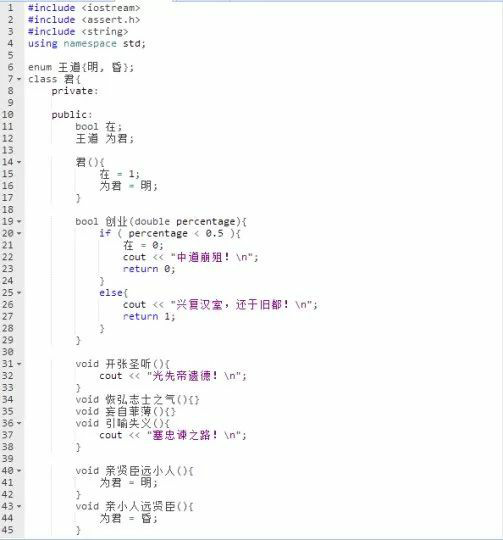 1 #include <iostream>
2 #include <assert.h>
3 #include <string>
4 using namespace std;
5
6 enum 王道{明, 昏};
7 class 君{
8     private:
9
10     public:
11         bool 在;
12         王道 为君;
13
14         君(){
15             在 = 1;
16             为君 = 明;
17         }
18
19         bool 创业(double percentage){
20             if ( percentage < 0.5 ){
21                 在 = 0;
22                 cout << "中道崩殂! \n";
23                 return 0;
24             }
25             else{
26                 cout << "兴复汉室，还于旧都! \n";
27                 return 1;
28             }
29         }
30
31         void 开张圣听(){
32             cout << "光先帝遗德! \n";
33         }
34         void 恢弘志士之气(){}
35         void 妄自菲薄(){}
36         void 引喻失义(){
37             cout << "塞忠谏之路! \n";
38         }
39
40         void 亲贤臣远小人(){
41             为君 = 明;
42         }
43         void 亲小人远贤臣(){
44             为君 = 昏;
45         }